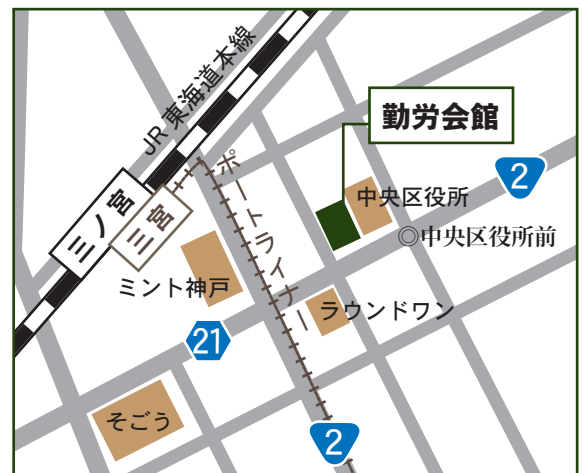 JR 東海道本線
勤労会館
2
三ノ宮
三宮
ポートライナー
中央区役所
◎中央区役所前
ミント神戸
ラウンドワン
21
そごう
2